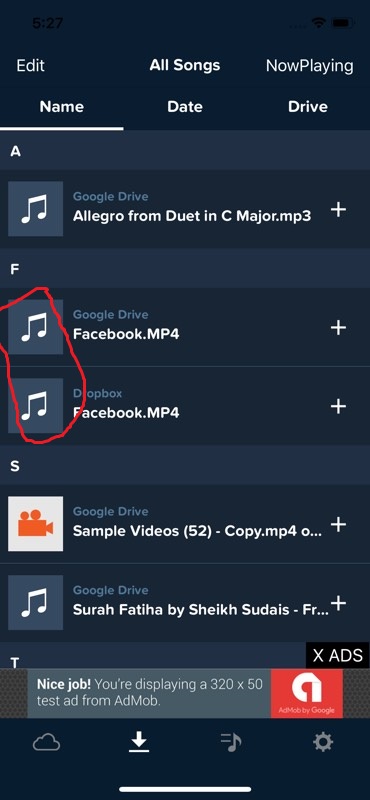 5:27
Edit All Songs NowPlaying
Name Date Drive
A
Google Drive
Allegro from Duet in C Major.mp3
F
Google Drive
Facebook.MP4
Dropbox
Facebook.MP4
S
Google Drive
Sample Videos (52) - Copy.mp4 o...
Google Drive
Surah Fatiha by Sheikh Sudais - Fr...
T
X ADS
Nice job! You're displaying a 320 x 50
test ad from AdMob.
AdMob by Google